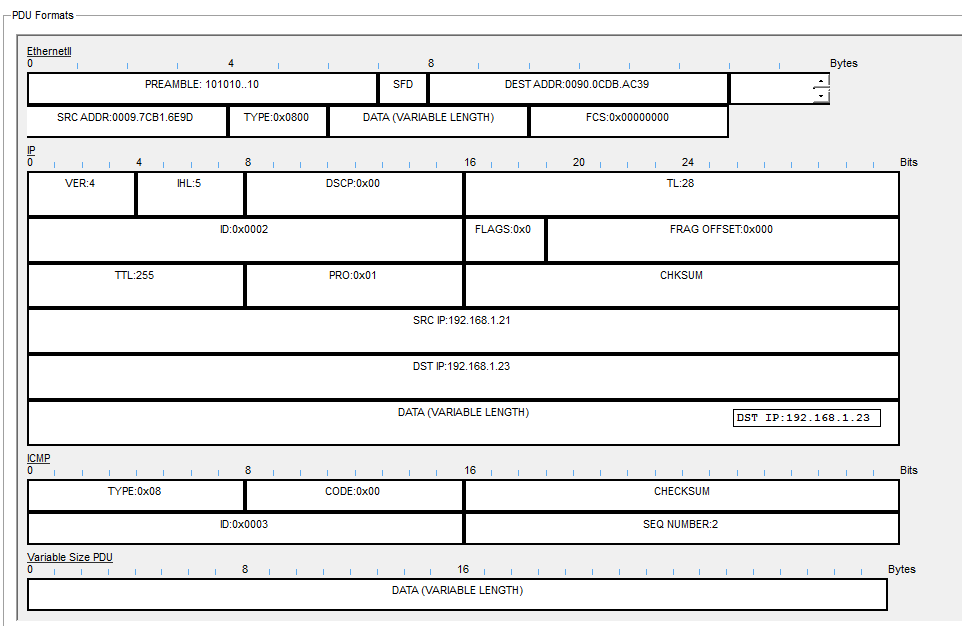 PDU Formats
EthernetII
0 4 8 Bytes
PREAMBLE: 101010..10 SFD DEST ADDR:0090.0CDB.AC39
SRC ADDR:0009.7CB1.6E9D TYPE:0x0800 DATA (VARIABLE LENGTH) FCS:0x00000000
IP
0 4 8 16 20 24 Bits
VER:4 IHL:5 DSCP:0x00 TL:28
ID:0x0002 FLAGS:0x0 FRAG OFFSET:0x000
TTL:255 PRO:0x01 CHKSUM
SRC IP:192.168.1.21
DST IP:192.168.1.23
DATA (VARIABLE LENGTH)
DST IP:192.168.1.23
ICMP
0 8 16 Bits
TYPE:0x08 CODE:0x00 CHECKSUM
ID:0x0003 SEQ NUMBER:2
Variable Size PDU
0 8 16 Bytes
DATA (VARIABLE LENGTH)